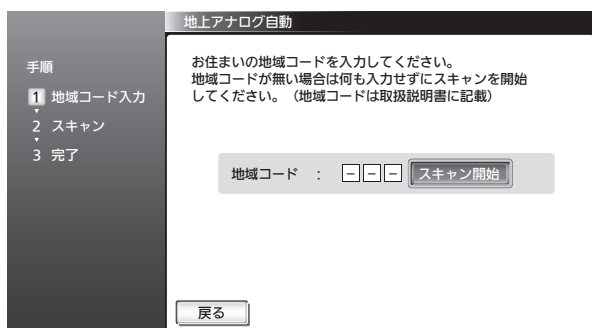 地上アナログ自動
手順
1 地域コード入力
2 スキャン
3 完了
お住まいの地域コードを入力してください。
地域コードが無い場合は何も入力せずにスキャンを開始
してください。（地域コードは取扱説明書に記載）
地域コード : － － － スキャン開始
戻る